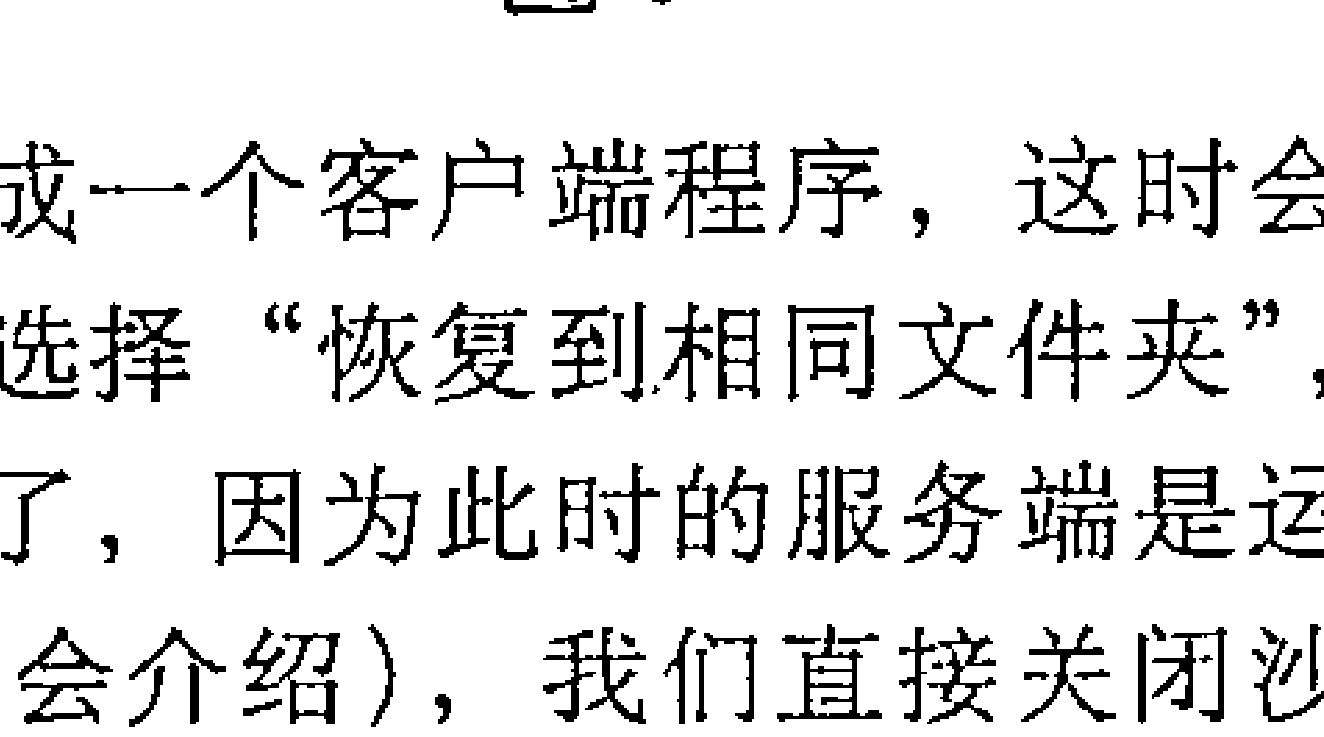 成一个客户端程序，这时会
选择“恢复到相同文件夹”，
了，因为此时的服务端是运
会介绍），我们直接关闭沙